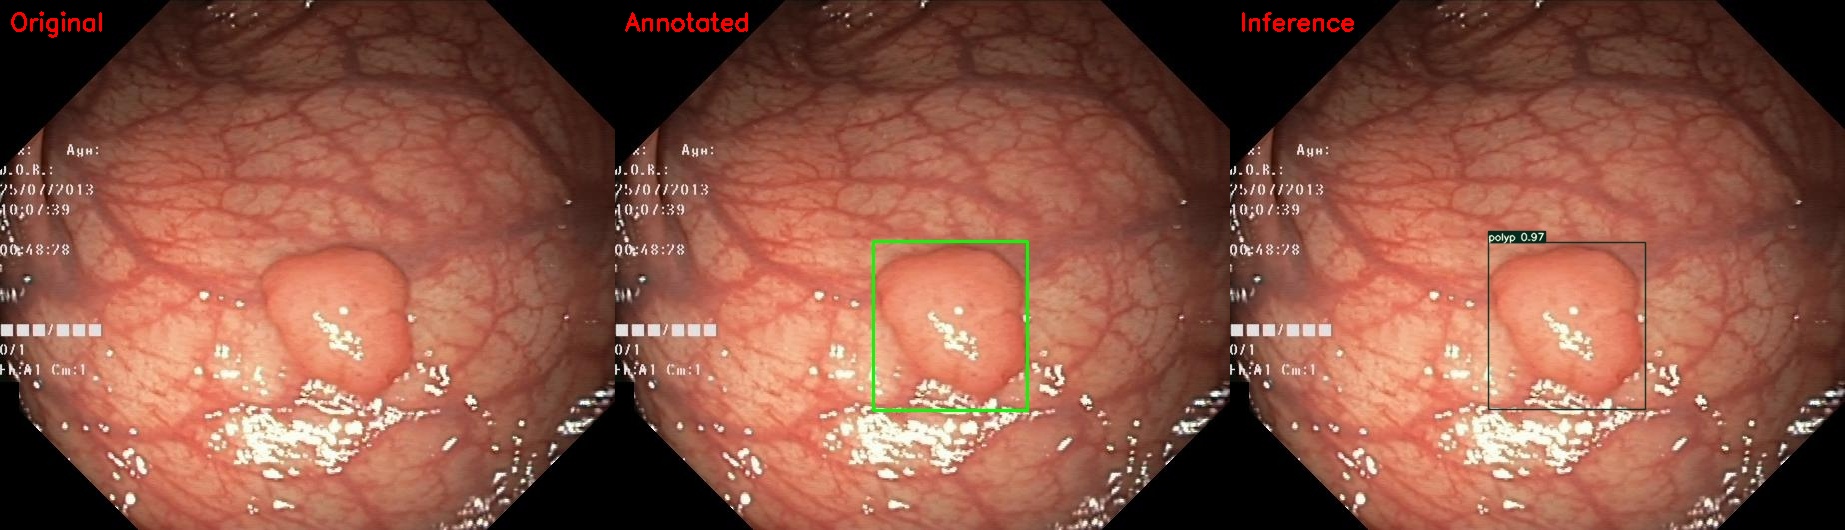 Original
Annotated
Inference
Age:
25/07/2013
10:07:39
00:48:28
0/1
Cm:1
Age:
25/07/2013
10:07:39
00:48:28
0/1
Cm:1
polyp 0.97
Age:
25/07/2013
10:07:39
00:48:28
0/1
Cm:1